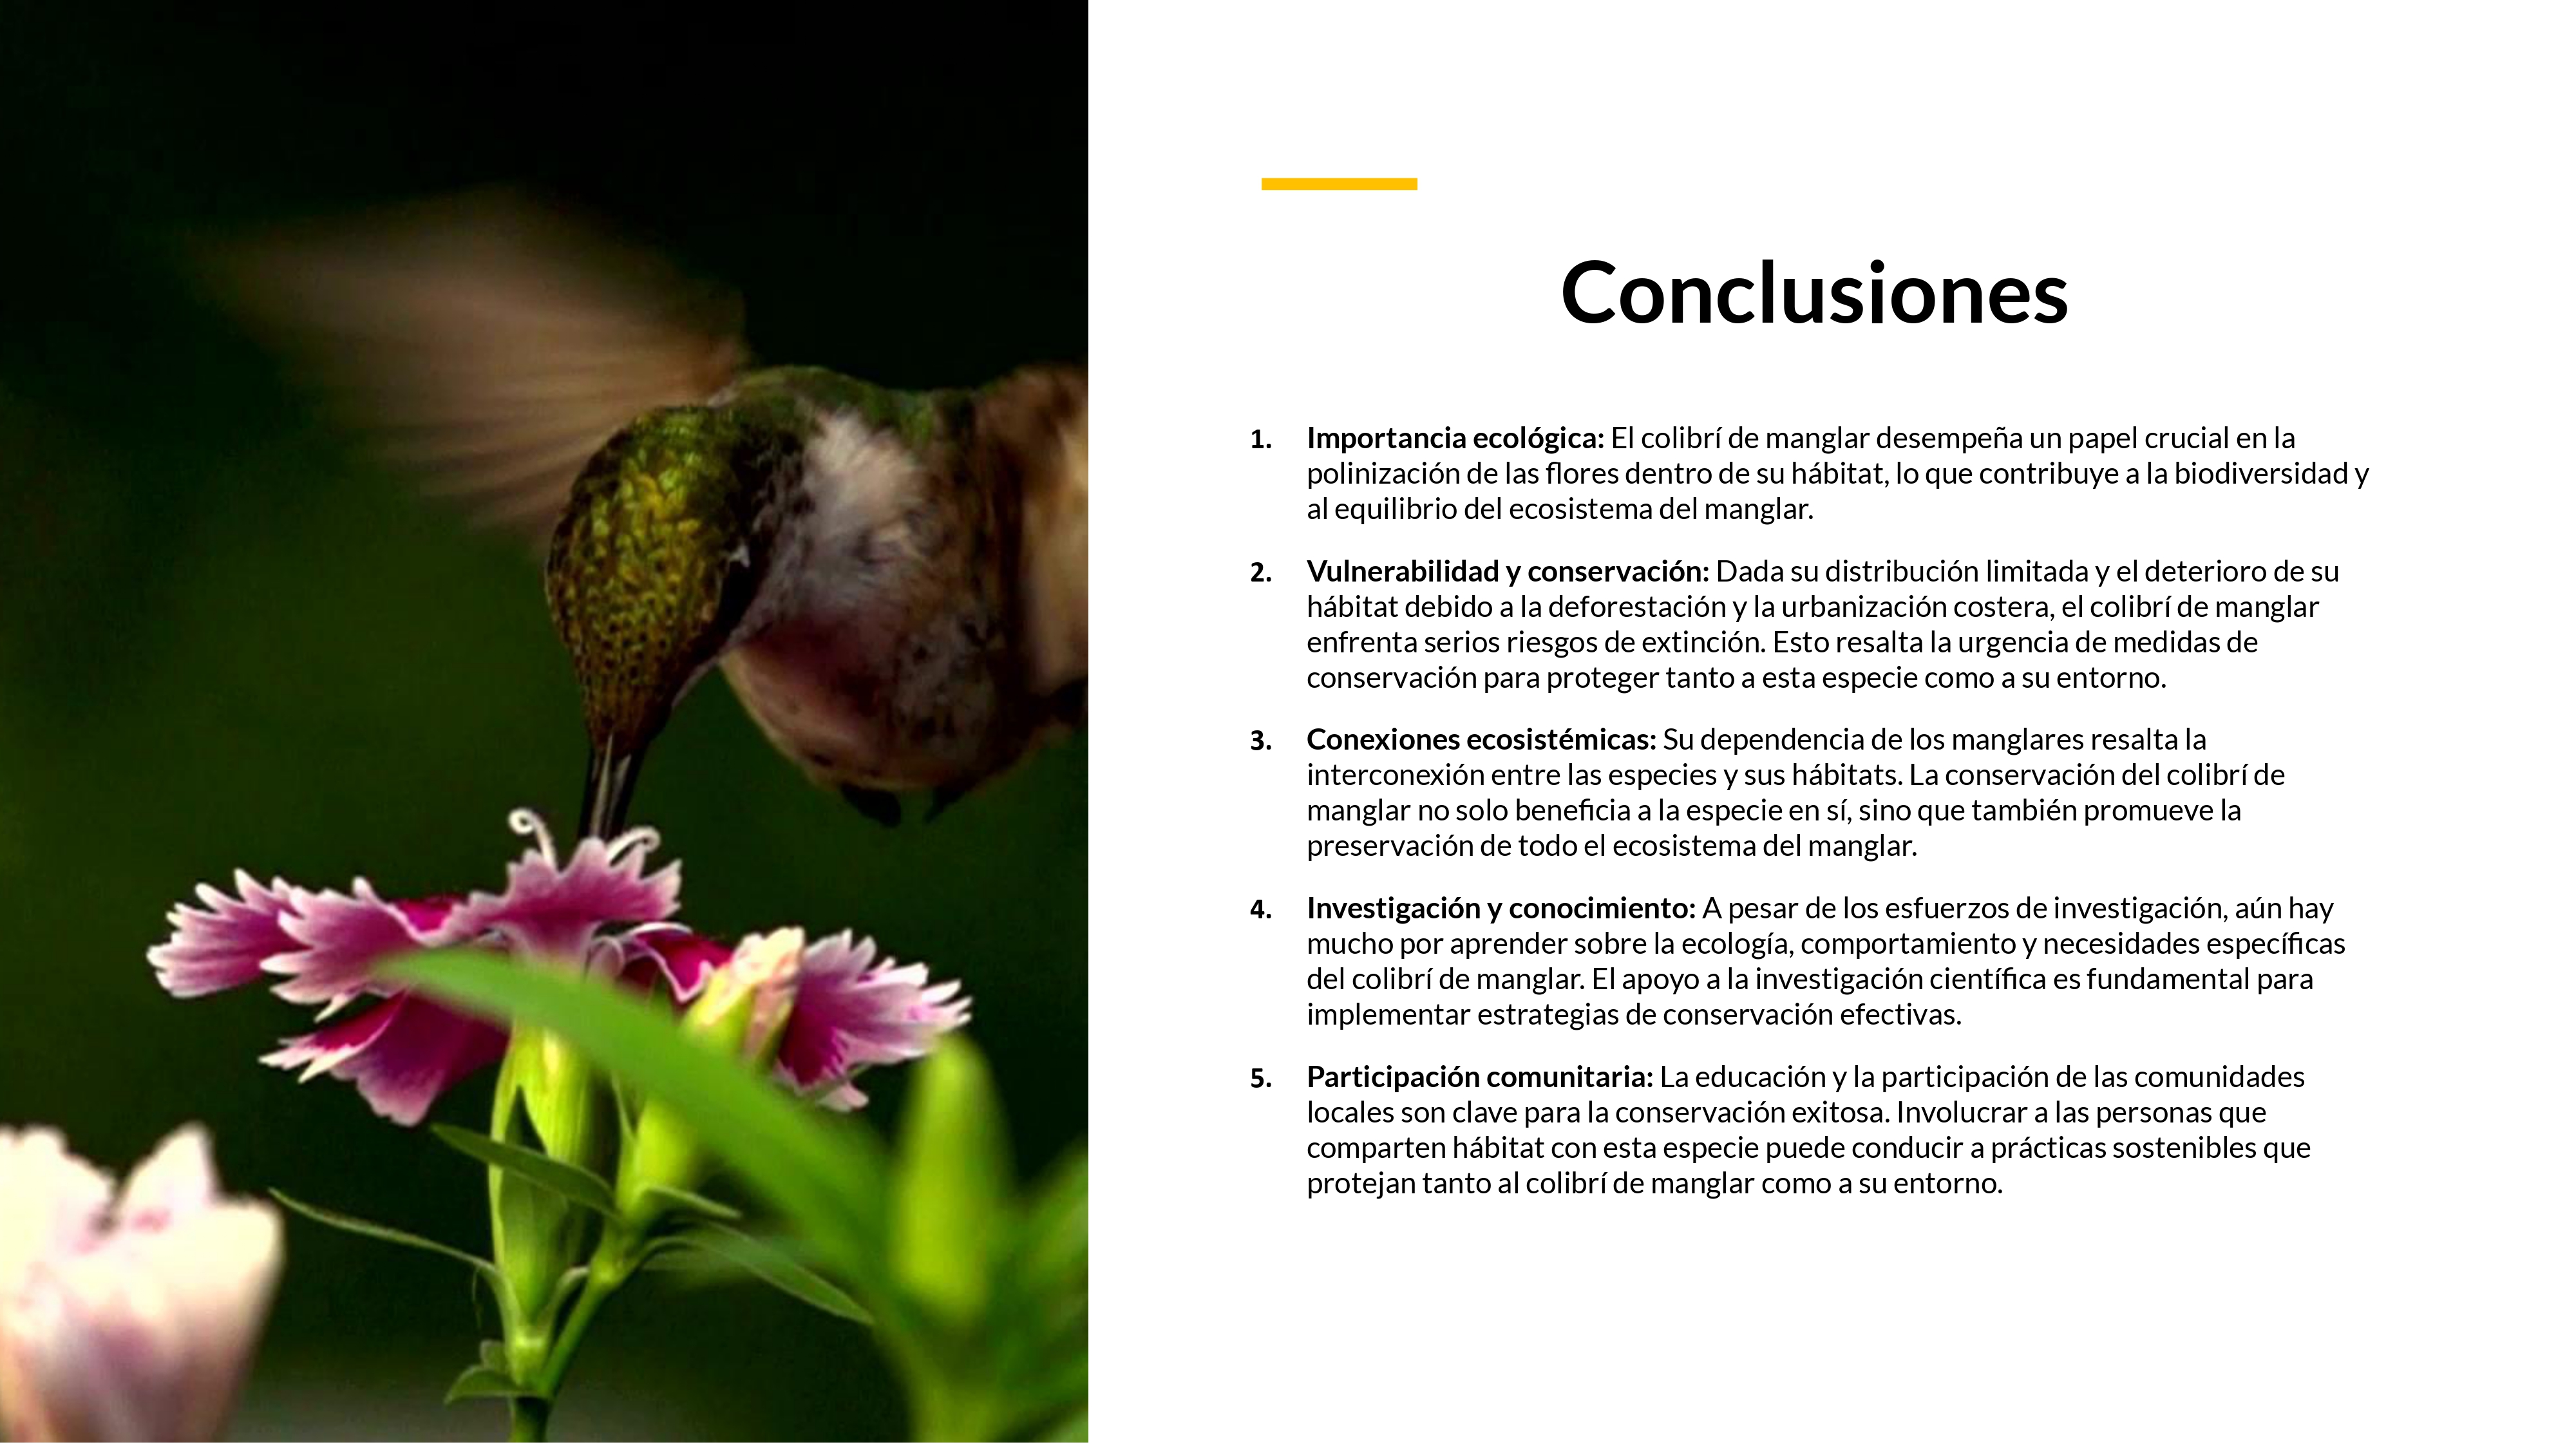 Conclusiones
1. Importancia ecológica: El colibrí de manglar desempeña un papel crucial en la
polinización de las flores dentro de su hábitat, lo que contribuye a la biodiversidad y
al equilibrio del ecosistema del manglar.
2. Vulnerabilidad y conservación: Dada su distribución limitada y el deterioro de su
hábitat debido a la deforestación y la urbanización costera, el colibrí de manglar
enfrenta serios riesgos de extinción. Esto resalta la urgencia de medidas de
conservación para proteger tanto a esta especie como a su entorno.
3. Conexiones ecosistémicas: Su dependencia de los manglares resalta la
interconexión entre las especies y sus hábitats. La conservación del colibrí de
manglar no solo beneficia a la especie en sí, sino que también promueve la
preservación de todo el ecosistema del manglar.
4. Investigación y conocimiento: A pesar de los esfuerzos de investigación, aún hay
mucho por aprender sobre la ecología, comportamiento y necesidades específicas
del colibrí de manglar. El apoyo a la investigación científica es fundamental para
implementar estrategias de conservación efectivas.
5. Participación comunitaria: La educación y la participación de las comunidades
locales son clave para la conservación exitosa. Involucrar a las personas que
comparten hábitat con esta especie puede conducir a prácticas sostenibles que
protejan tanto al colibrí de manglar como a su entorno.